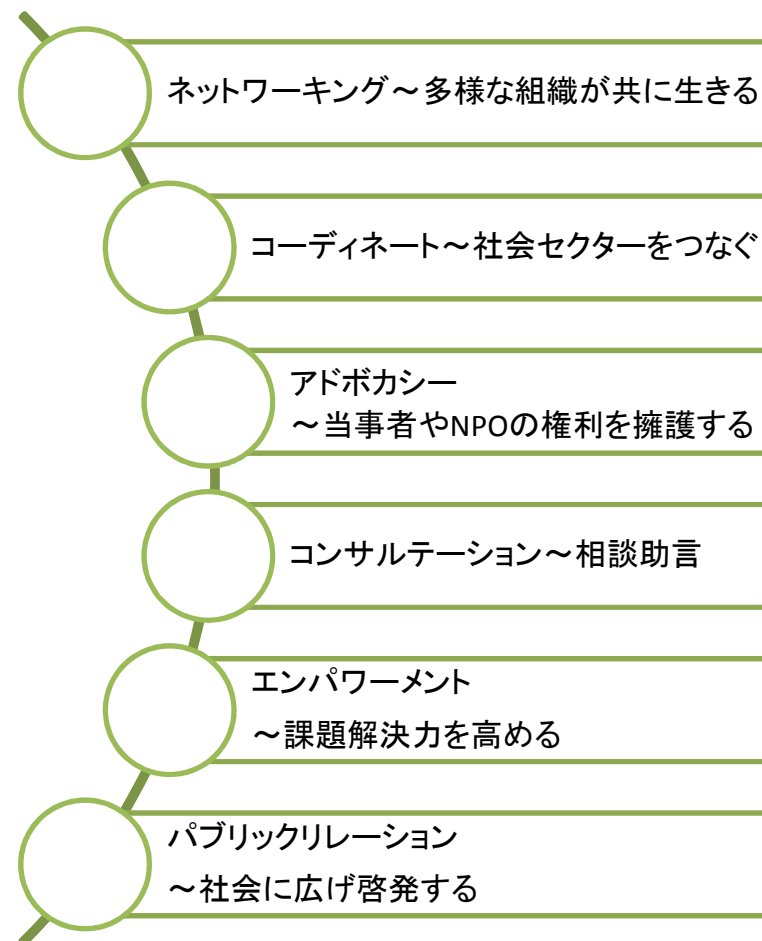 ネットワーキング～多様な組織が共に生きる
コーディネート～社会セクターをつなぐ
アドボカシー
～当事者やNPOの権利を擁護する
コンサルテーション～相談助言
エンパワーメント
～課題解決力を高める
パブリックリレーション
～社会に広げ啓発する